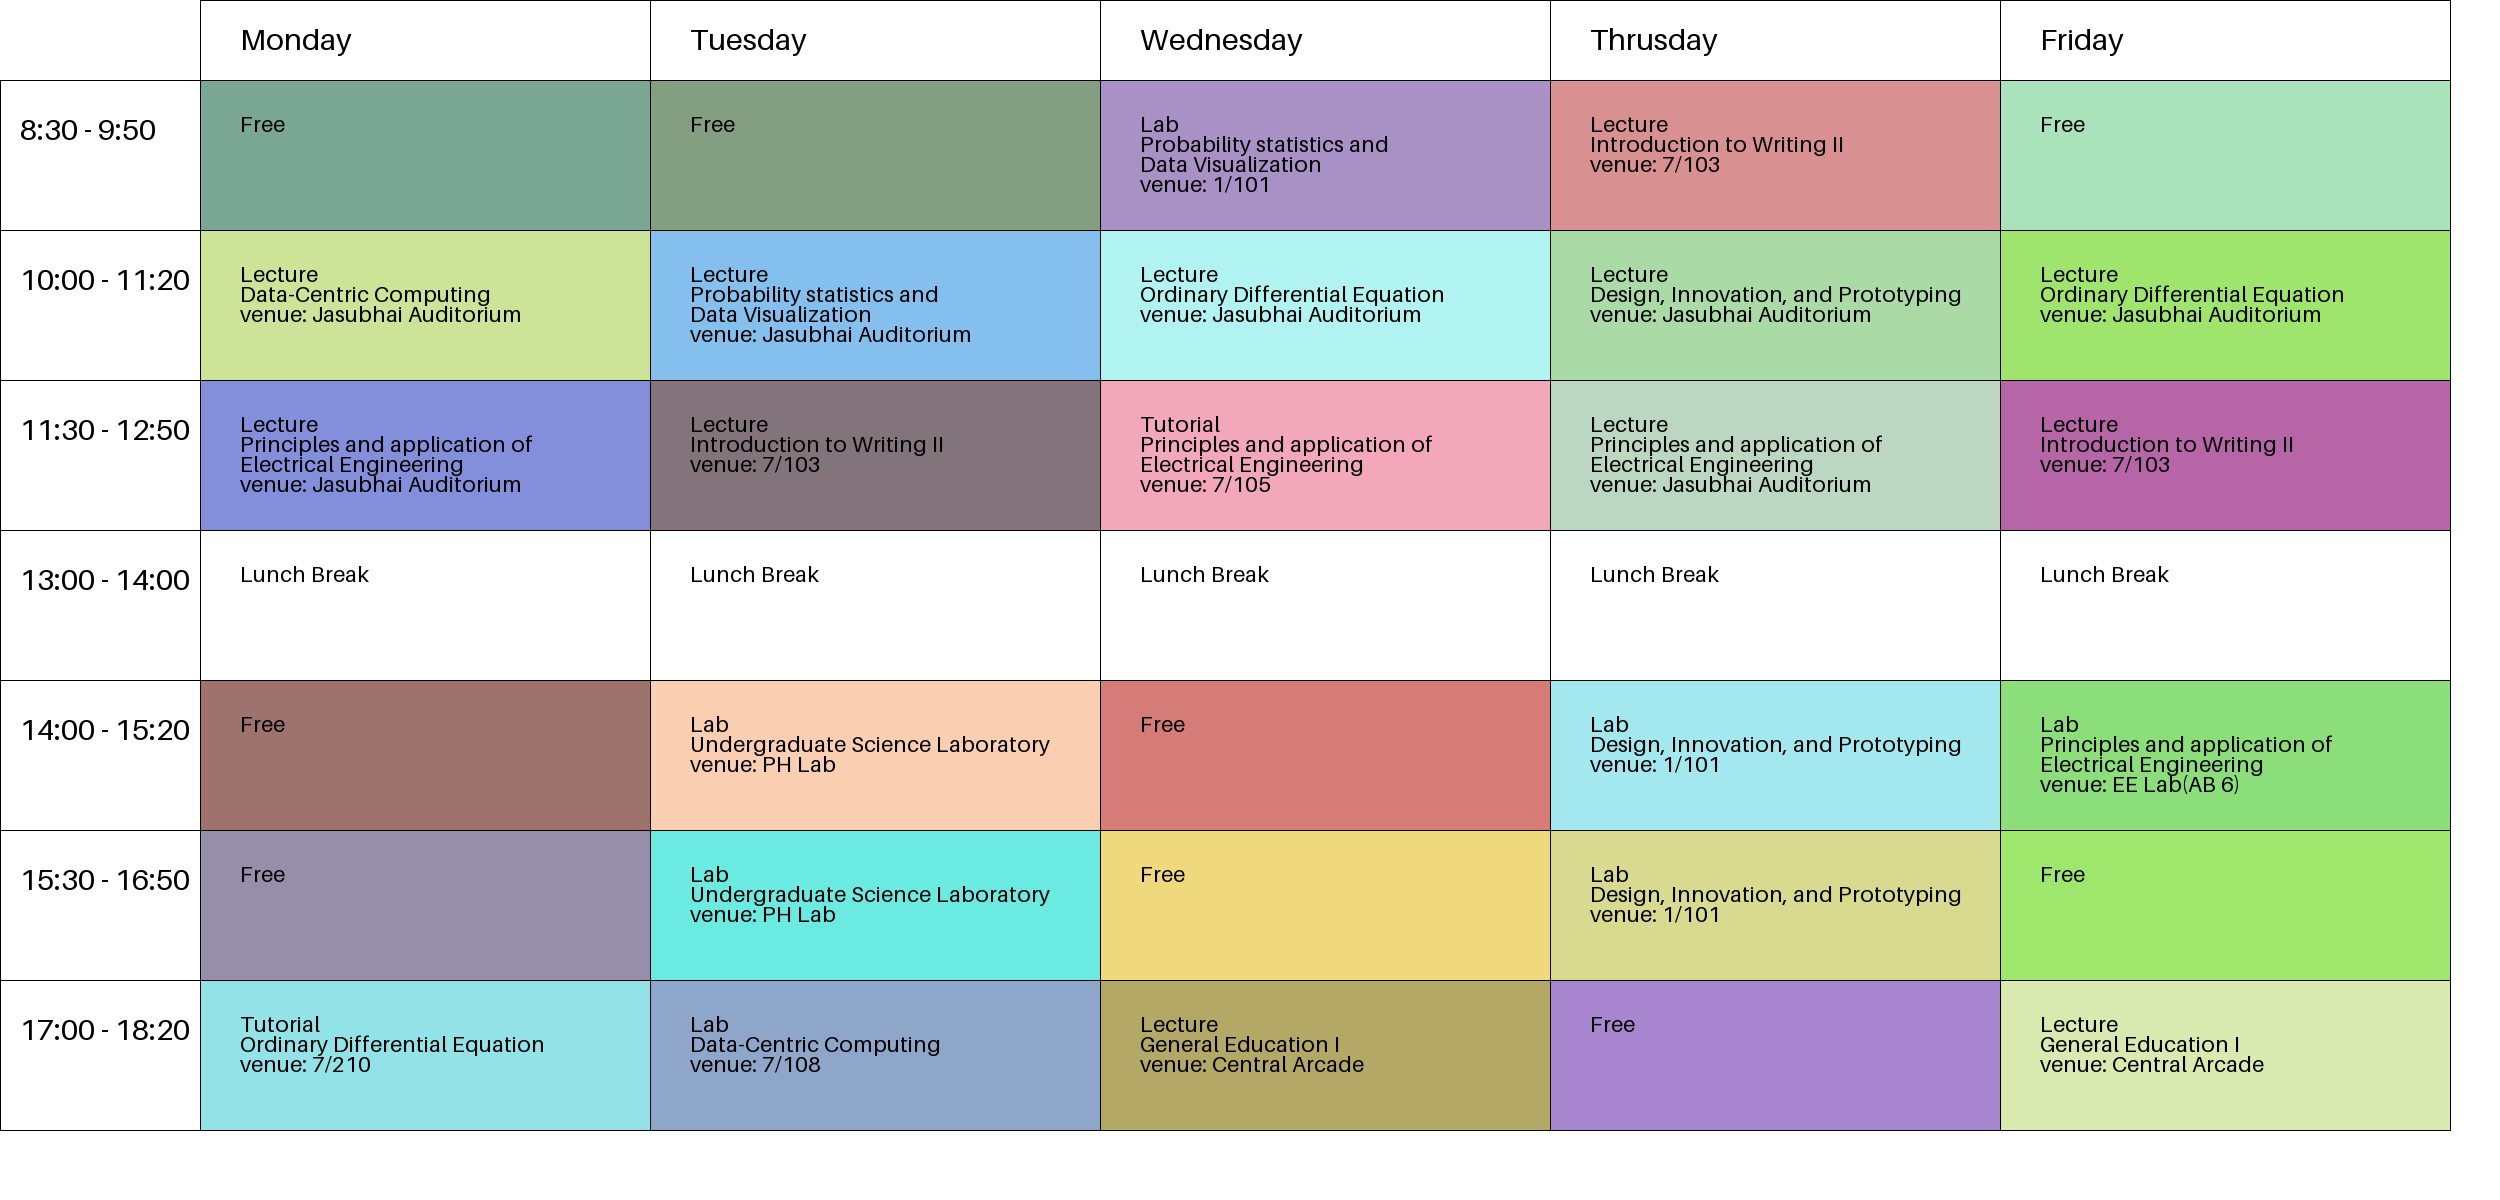 Monday
Tuesday
Wednesday
Thrusday
Friday
8:30 - 9:50
Free
Free
Lab
Probability statistics and
Data Visualization
venue: 1/101
Lecture
Introduction to Writing II
venue: 7/103
Free
10:00 - 11:20
Lecture
Data-Centric Computing
venue: Jasubhai Auditorium
Lecture
Probability statistics and
Data Visualization
venue: Jasubhai Auditorium
Lecture
Ordinary Differential Equation
venue: Jasubhai Auditorium
Lecture
Design, Innovation, and Prototyping
venue: Jasubhai Auditorium
Lecture
Ordinary Differential Equation
venue: Jasubhai Auditorium
11:30 - 12:50
Lecture
Principles and application of
Electrical Engineering
venue: Jasubhai Auditorium
Lecture
Introduction to Writing II
venue: 7/103
Tutorial
Principles and application of
Electrical Engineering
venue: 7/105
Lecture
Principles and application of
Electrical Engineering
venue: Jasubhai Auditorium
Lecture
Introduction to Writing II
venue: 7/103
13:00 - 14:00
Lunch Break
Lunch Break
Lunch Break
Lunch Break
Lunch Break
14:00 - 15:20
Free
Lab
Undergraduate Science Laboratory
venue: PH Lab
Free
Lab
Design, Innovation, and Prototyping
venue: 1/101
Lab
Principles and application of
Electrical Engineering
venue: EE Lab(AB 6)
15:30 - 16:50
Free
Lab
Undergraduate Science Laboratory
venue: PH Lab
Free
Lab
Design, Innovation, and Prototyping
venue: 1/101
Free
17:00 - 18:20
Tutorial
Ordinary Differential Equation
venue: 7/210
Lab
Data-Centric Computing
venue: 7/108
Lecture
General Education I
venue: Central Arcade
Free
Lecture
General Education I
venue: Central Arcade